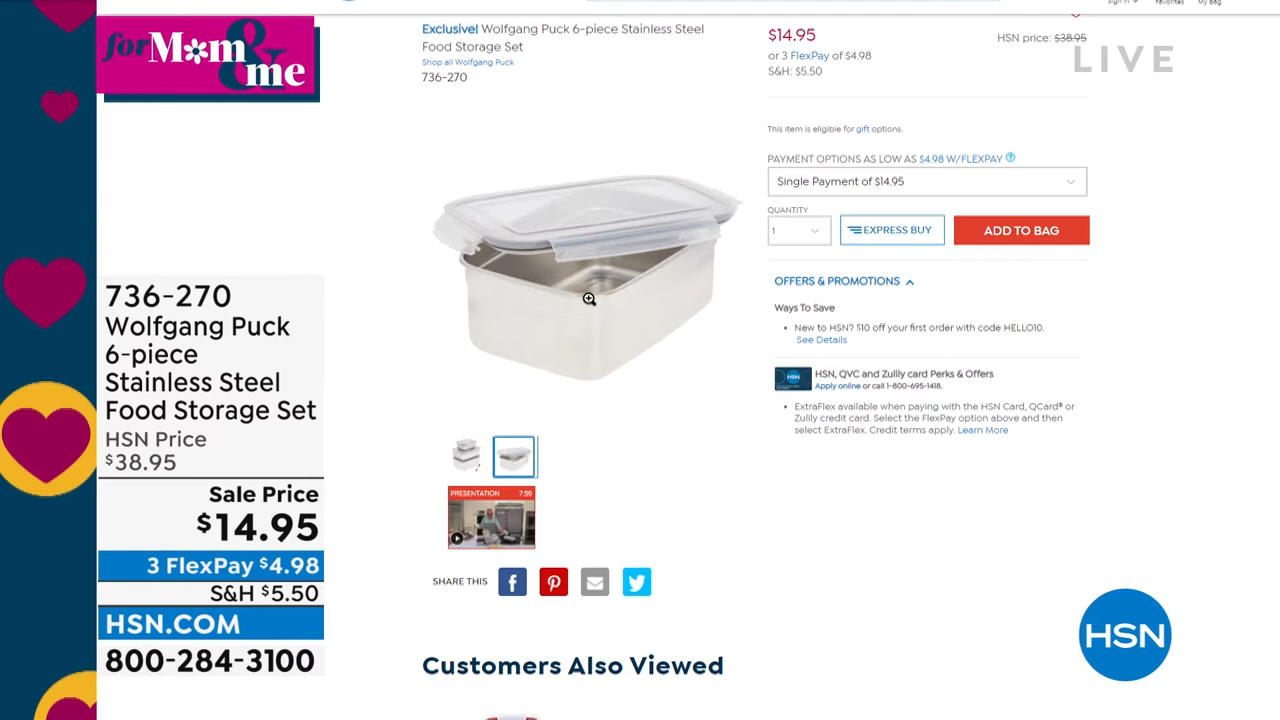 Sign In
Favorites
My Bag
for Mom
&
me
Exclusive! Wolfgang Puck 6-piece Stainless Steel
Food Storage Set
Shop all Wolfgang Puck
736-270
$14.95
HSN price: $38.95
or 3 FlexPay of $4.98
S&H: $5.50
LIVE
This item is eligible for gift options.
PAYMENT OPTIONS AS LOW AS $4.98 W/FLEXPAY ?
Single Payment of $14.95
QUANTITY
1
EXPRESS BUY
ADD TO BAG
OFFERS & PROMOTIONS
Ways To Save
• New to HSN? $10 off your first order with code HELLO10.
See Details
HSN
HSN, QVC and Zulily card Perks & Offers
Apply online or call 1-800-695-1418.
• ExtraFlex available when paying with the HSN Card, QCard® or
Zulily credit card. Select the FlexPay option above and then
select ExtraFlex. Credit terms apply. Learn More
736-270
Wolfgang Puck
6-piece
Stainless Steel
Food Storage Set
HSN Price
$38.95
Sale Price
$14.95
3 FlexPay $4.98
S&H $5.50
HSN.COM
800-284-3100
PRESENTATION 7:56
SHARE THIS
HSN
Customers Also Viewed